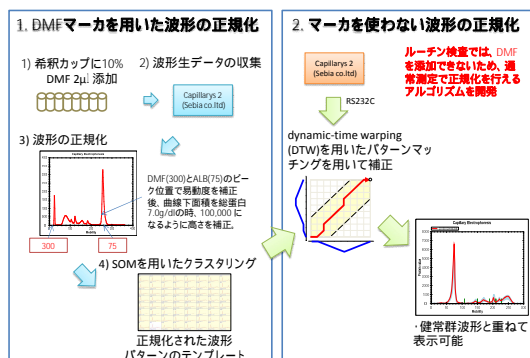 1. DMFマーカを用いた波形の正規化
1) 希釈カップに10%
DMF 2μl 添加
2) 波形生データの収集
Capillarys 2
(Sebia co.ltd)
3) 波形の正規化
DMF(300)とALB(75)のピー
ク位置で易動度を補正
後、曲線下面積を総蛋白
7.0g/dlの時、100,000 に
なるように高さを補正。
300
75
4) SOMを用いたクラスタリング
正規化された波形
パターンのテンプレート
2. マーカを使わない波形の正規化
Capillarys 2
(Sebia co.ltd)
ルーチン検査では、DMF
を添加できないため、通
常測定で正規化を行える
アルゴリズムを開発
RS232C
dynamic-time warping
(DTW)を用いたパターンマッ
チングを用いて補正
Capillary Electrophoresis
・健常群波形と重ねて
表示可能